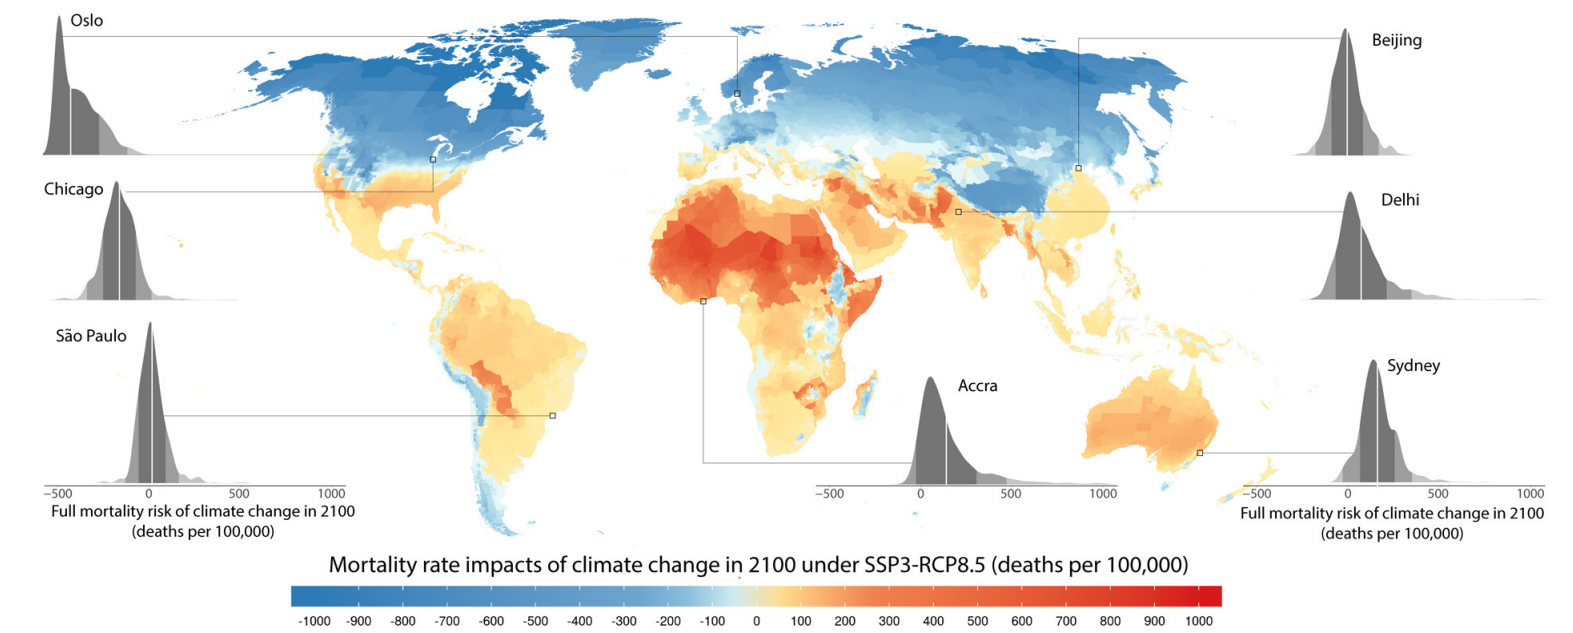 Oslo
Beijing
Chicago
Delhi
São Paulo
Sydney
Accra
−500 0 500 1000
−500 0 500 1000
−500 0 500 1000
Full mortality risk of climate change in 2100
(deaths per 100,000)
Full mortality risk of climate change in 2100
(deaths per 100,000)
Mortality rate impacts of climate change in 2100 under SSP3-RCP8.5 (deaths per 100,000)
-1000 -900 -800 -700 -600 -500 -400 -300 -200 -100 0 100 200 300 400 500 600 700 800 900 1000